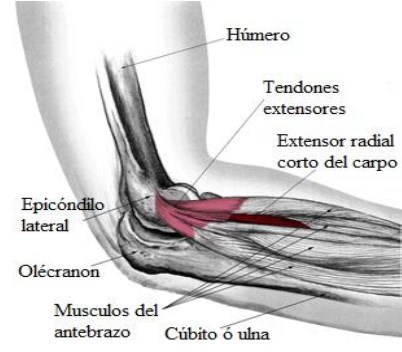 Húmero
Tendones
extensores
Extensor radial
corto del carpo
Epicóndilo
lateral
Olécranon
Musculos del
antebrazo
Cúbito ó ulna